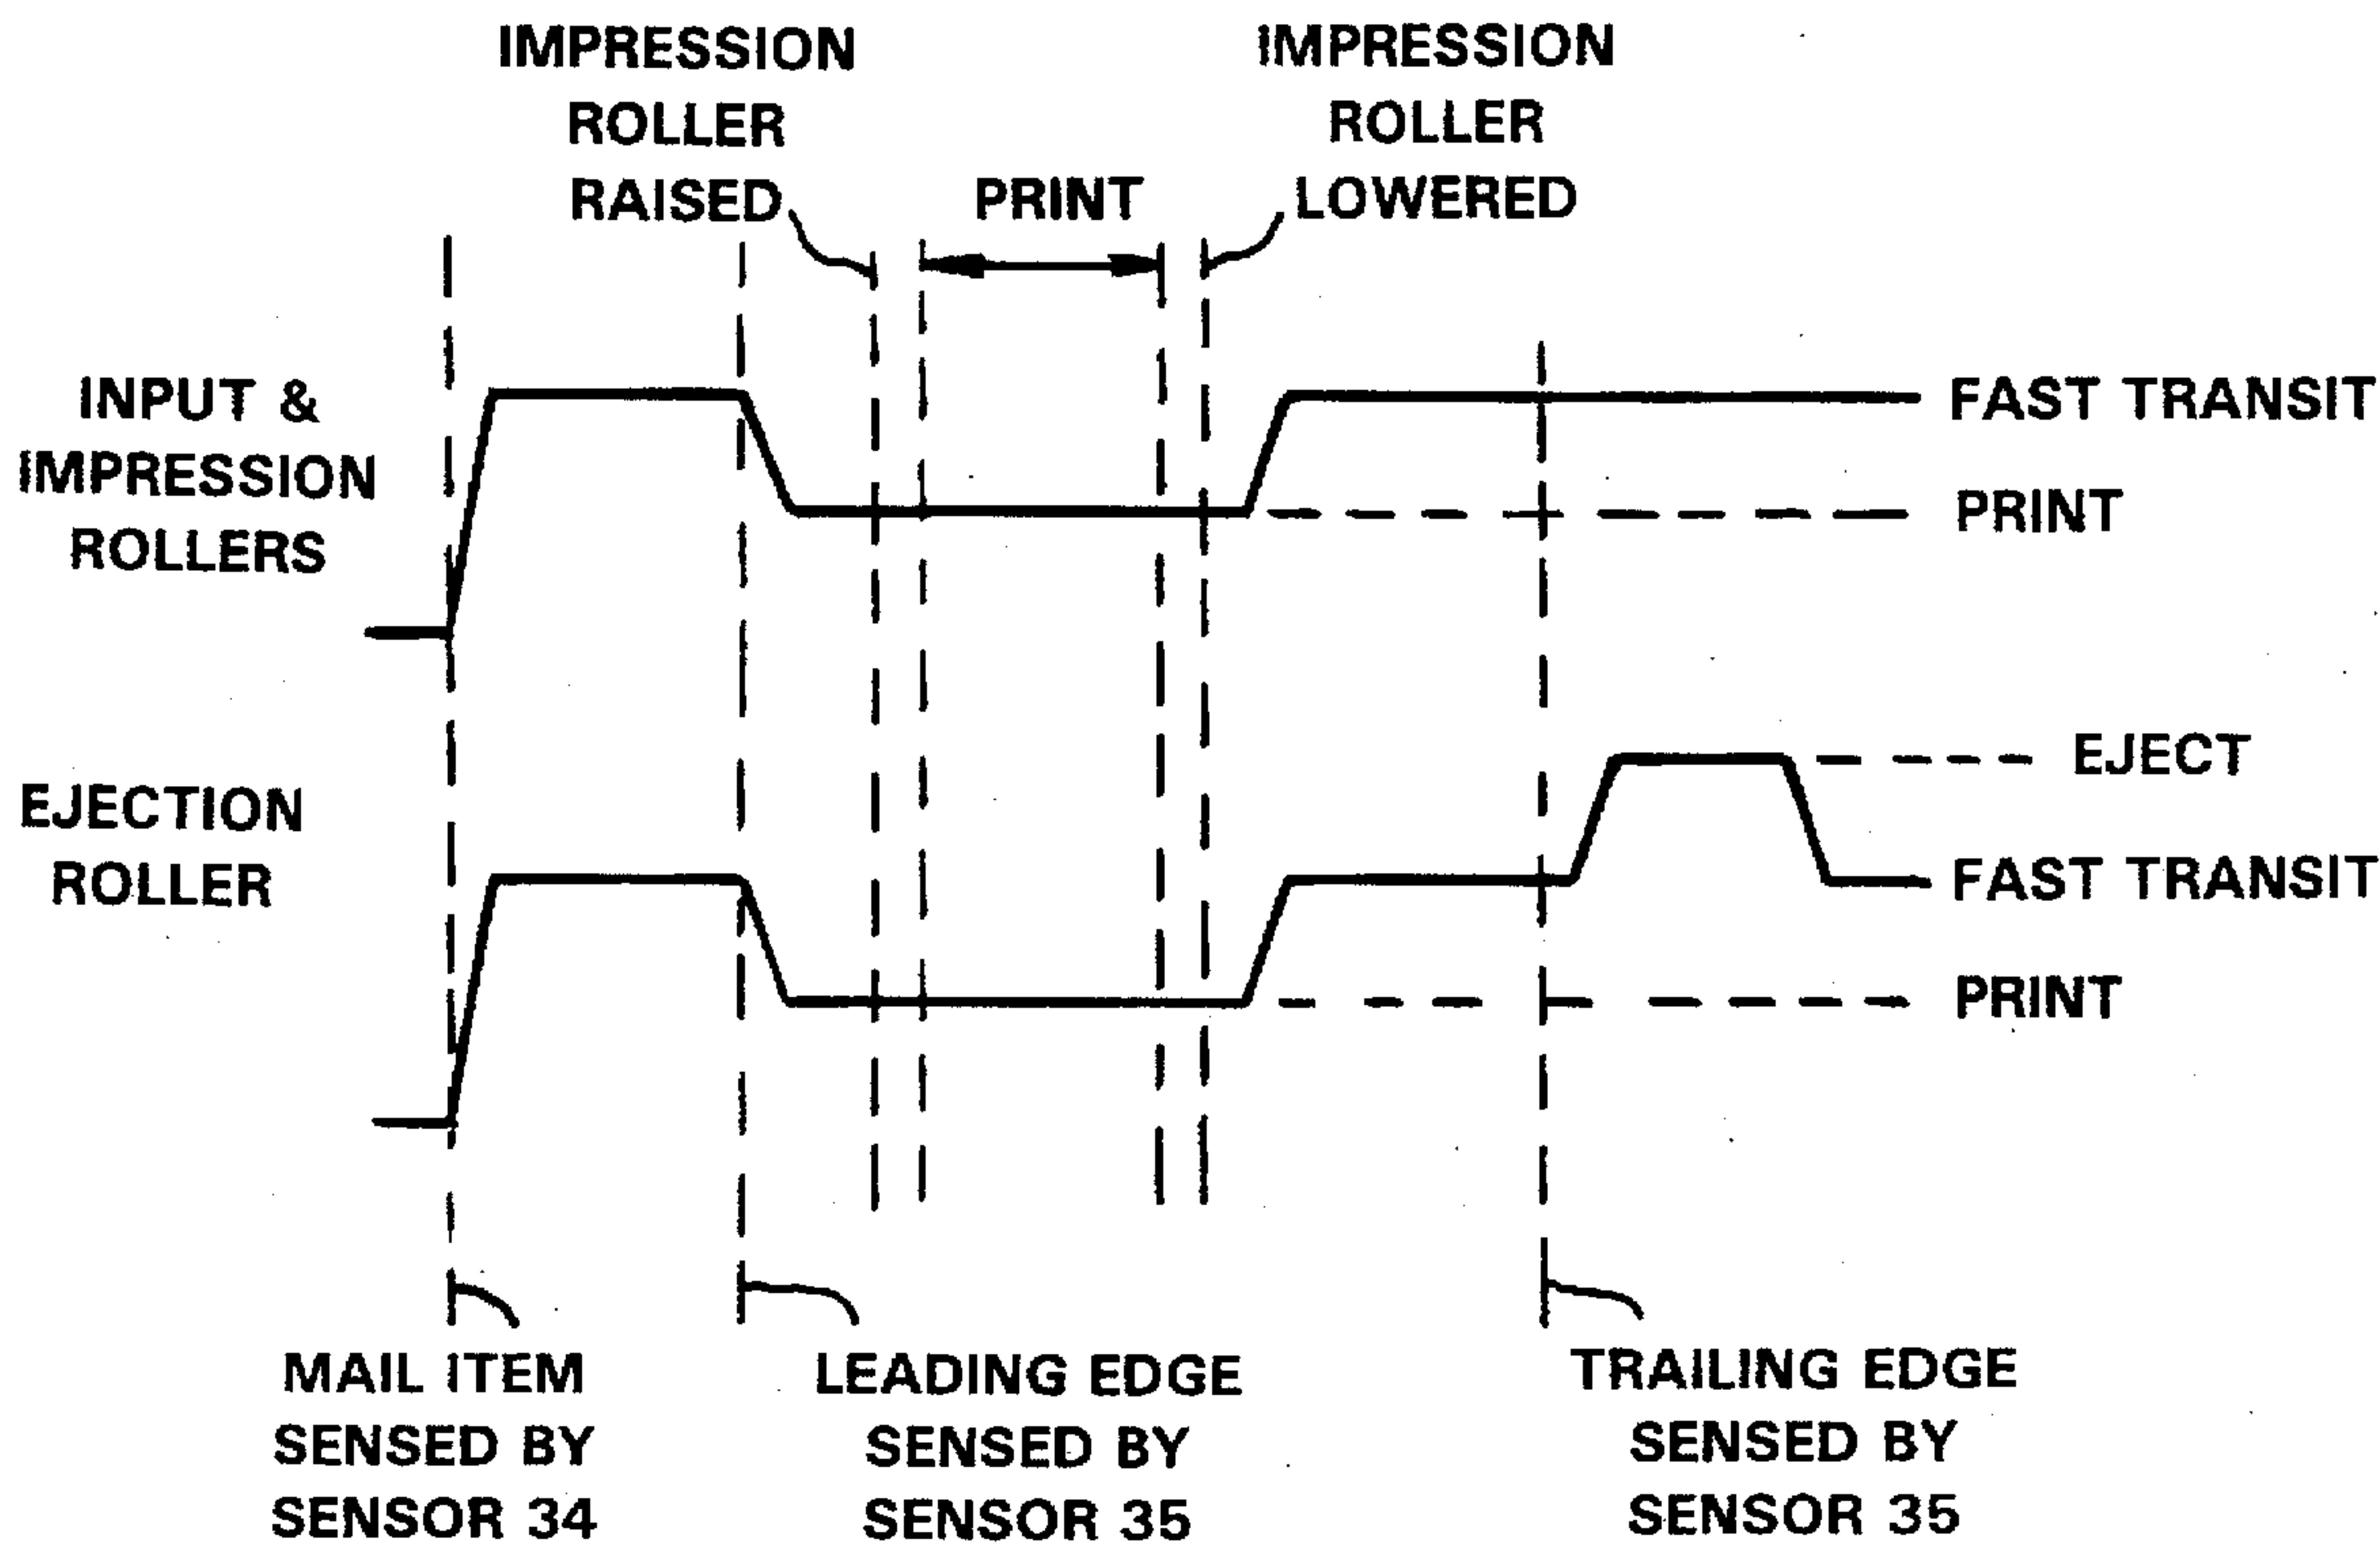 IMPRESSION
ROLLER
RAISED
PRINT
IMPRESSION
ROLLER
LOWERED
INPUT &
IMPRESSION
ROLLERS
FAST TRANSIT
PRINT
EJECTION
ROLLER
EJECT
FAST TRANSIT
PRINT
MAIL ITEM
SENSED BY
SENSOR 34
LEADING EDGE
SENSED BY
SENSOR 35
TRAILING EDGE
SENSED BY
SENSOR 35